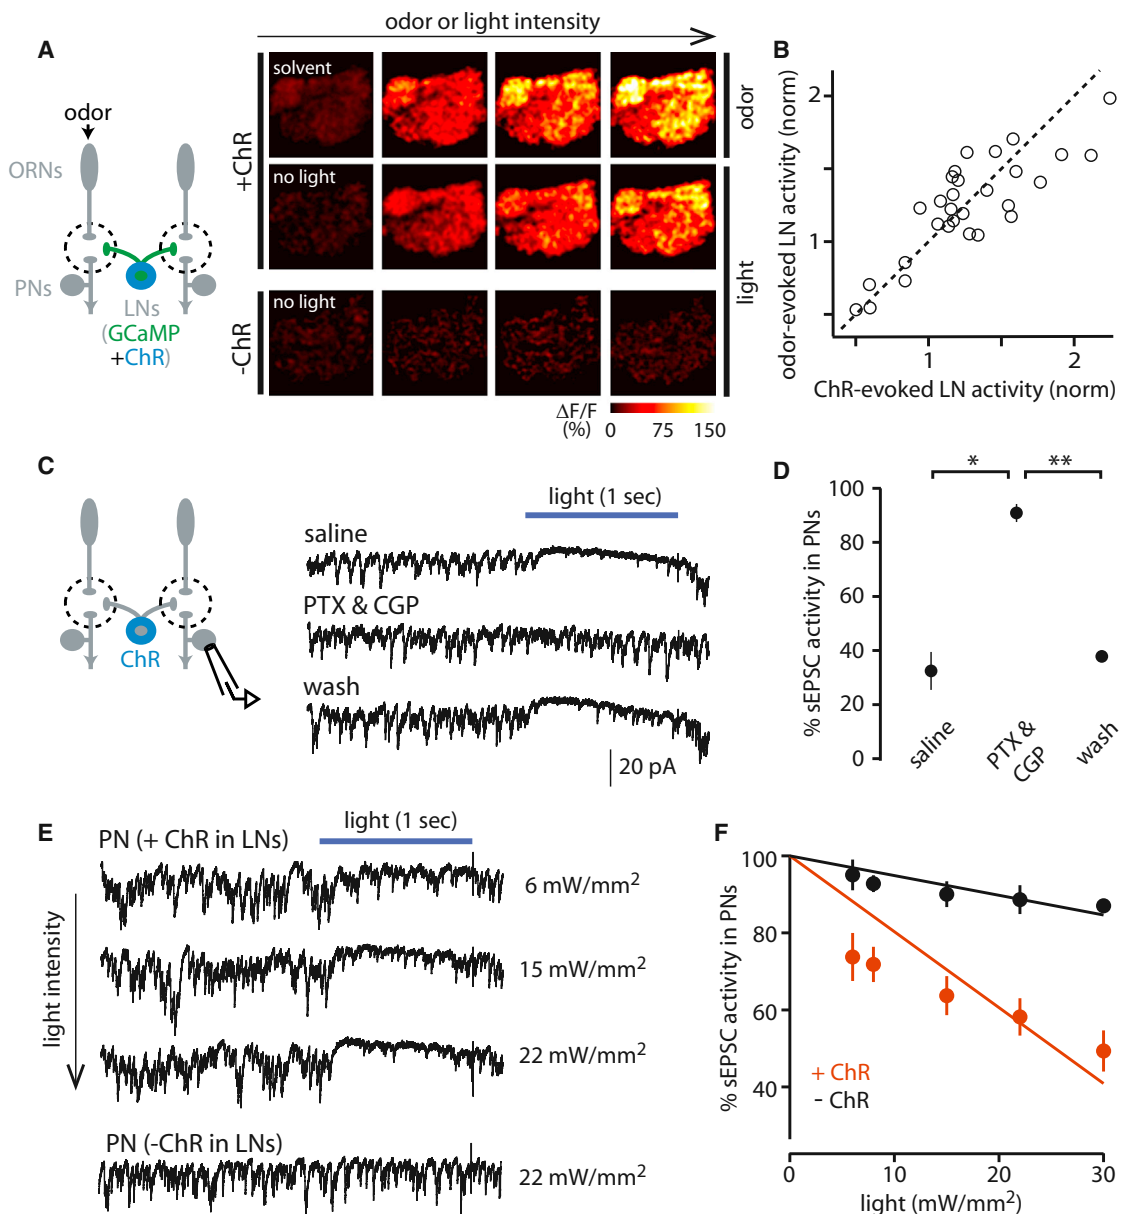 A
odor or light intensity
odor
ORNs
PNs
LNs
(GCaMP
+ChR)
+ChR
-ChR
solvent
no light
no light
odor
light
ΔF/F
(%)
0 75 150
B
odor-evoked LN activity (norm)
2
1
1 2
ChR-evoked LN activity (norm)
C
ChR
light (1 sec)
saline
PTX & CGP
wash
20 pA
D
* **
% sEPSC activity in PNs
100
80
60
40
20
0
saline
PTX &
CGP
wash
E
light (1 sec)
PN (+ ChR in LNs)
light intensity
6 mW/mm²
15 mW/mm²
22 mW/mm²
PN (-ChR in LNs)
22 mW/mm²
F
% sEPSC activity in PNs
100
80
60
40
+ ChR
- ChR
0 10 20 30
light (mW/mm²)